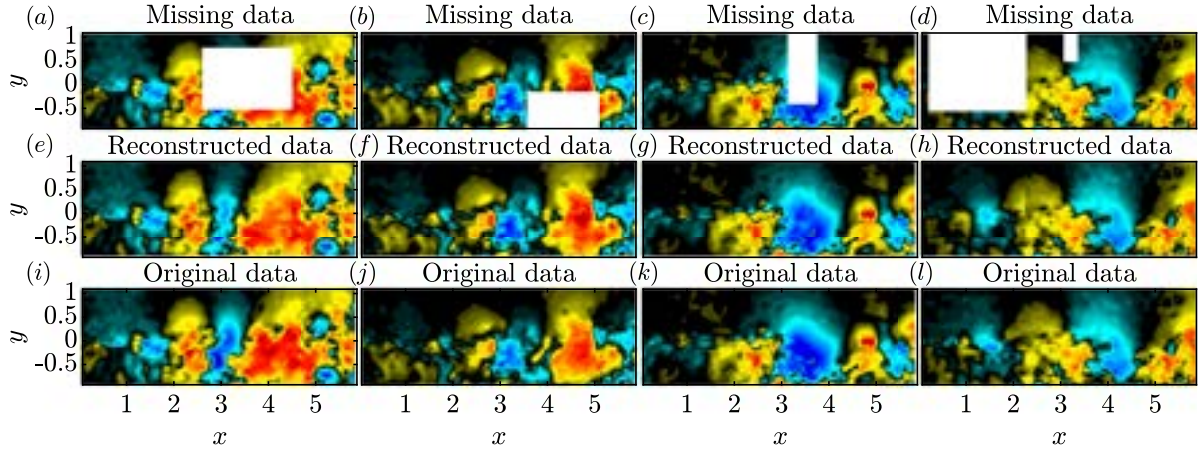 (a) Missing data (b) Missing data (c) Missing data (d) Missing data
1
0.5
y
0
-0.5
(e) Reconstructed data (f) Reconstructed data (g) Reconstructed data (h) Reconstructed data
1
0.5
y
0
-0.5
(i) Original data (j) Original data (k) Original data (l) Original data
1
0.5
y
0
-0.5
1 2 3 4 5 1 2 3 4 5 1 2 3 4 5 1 2 3 4 5
x x x x